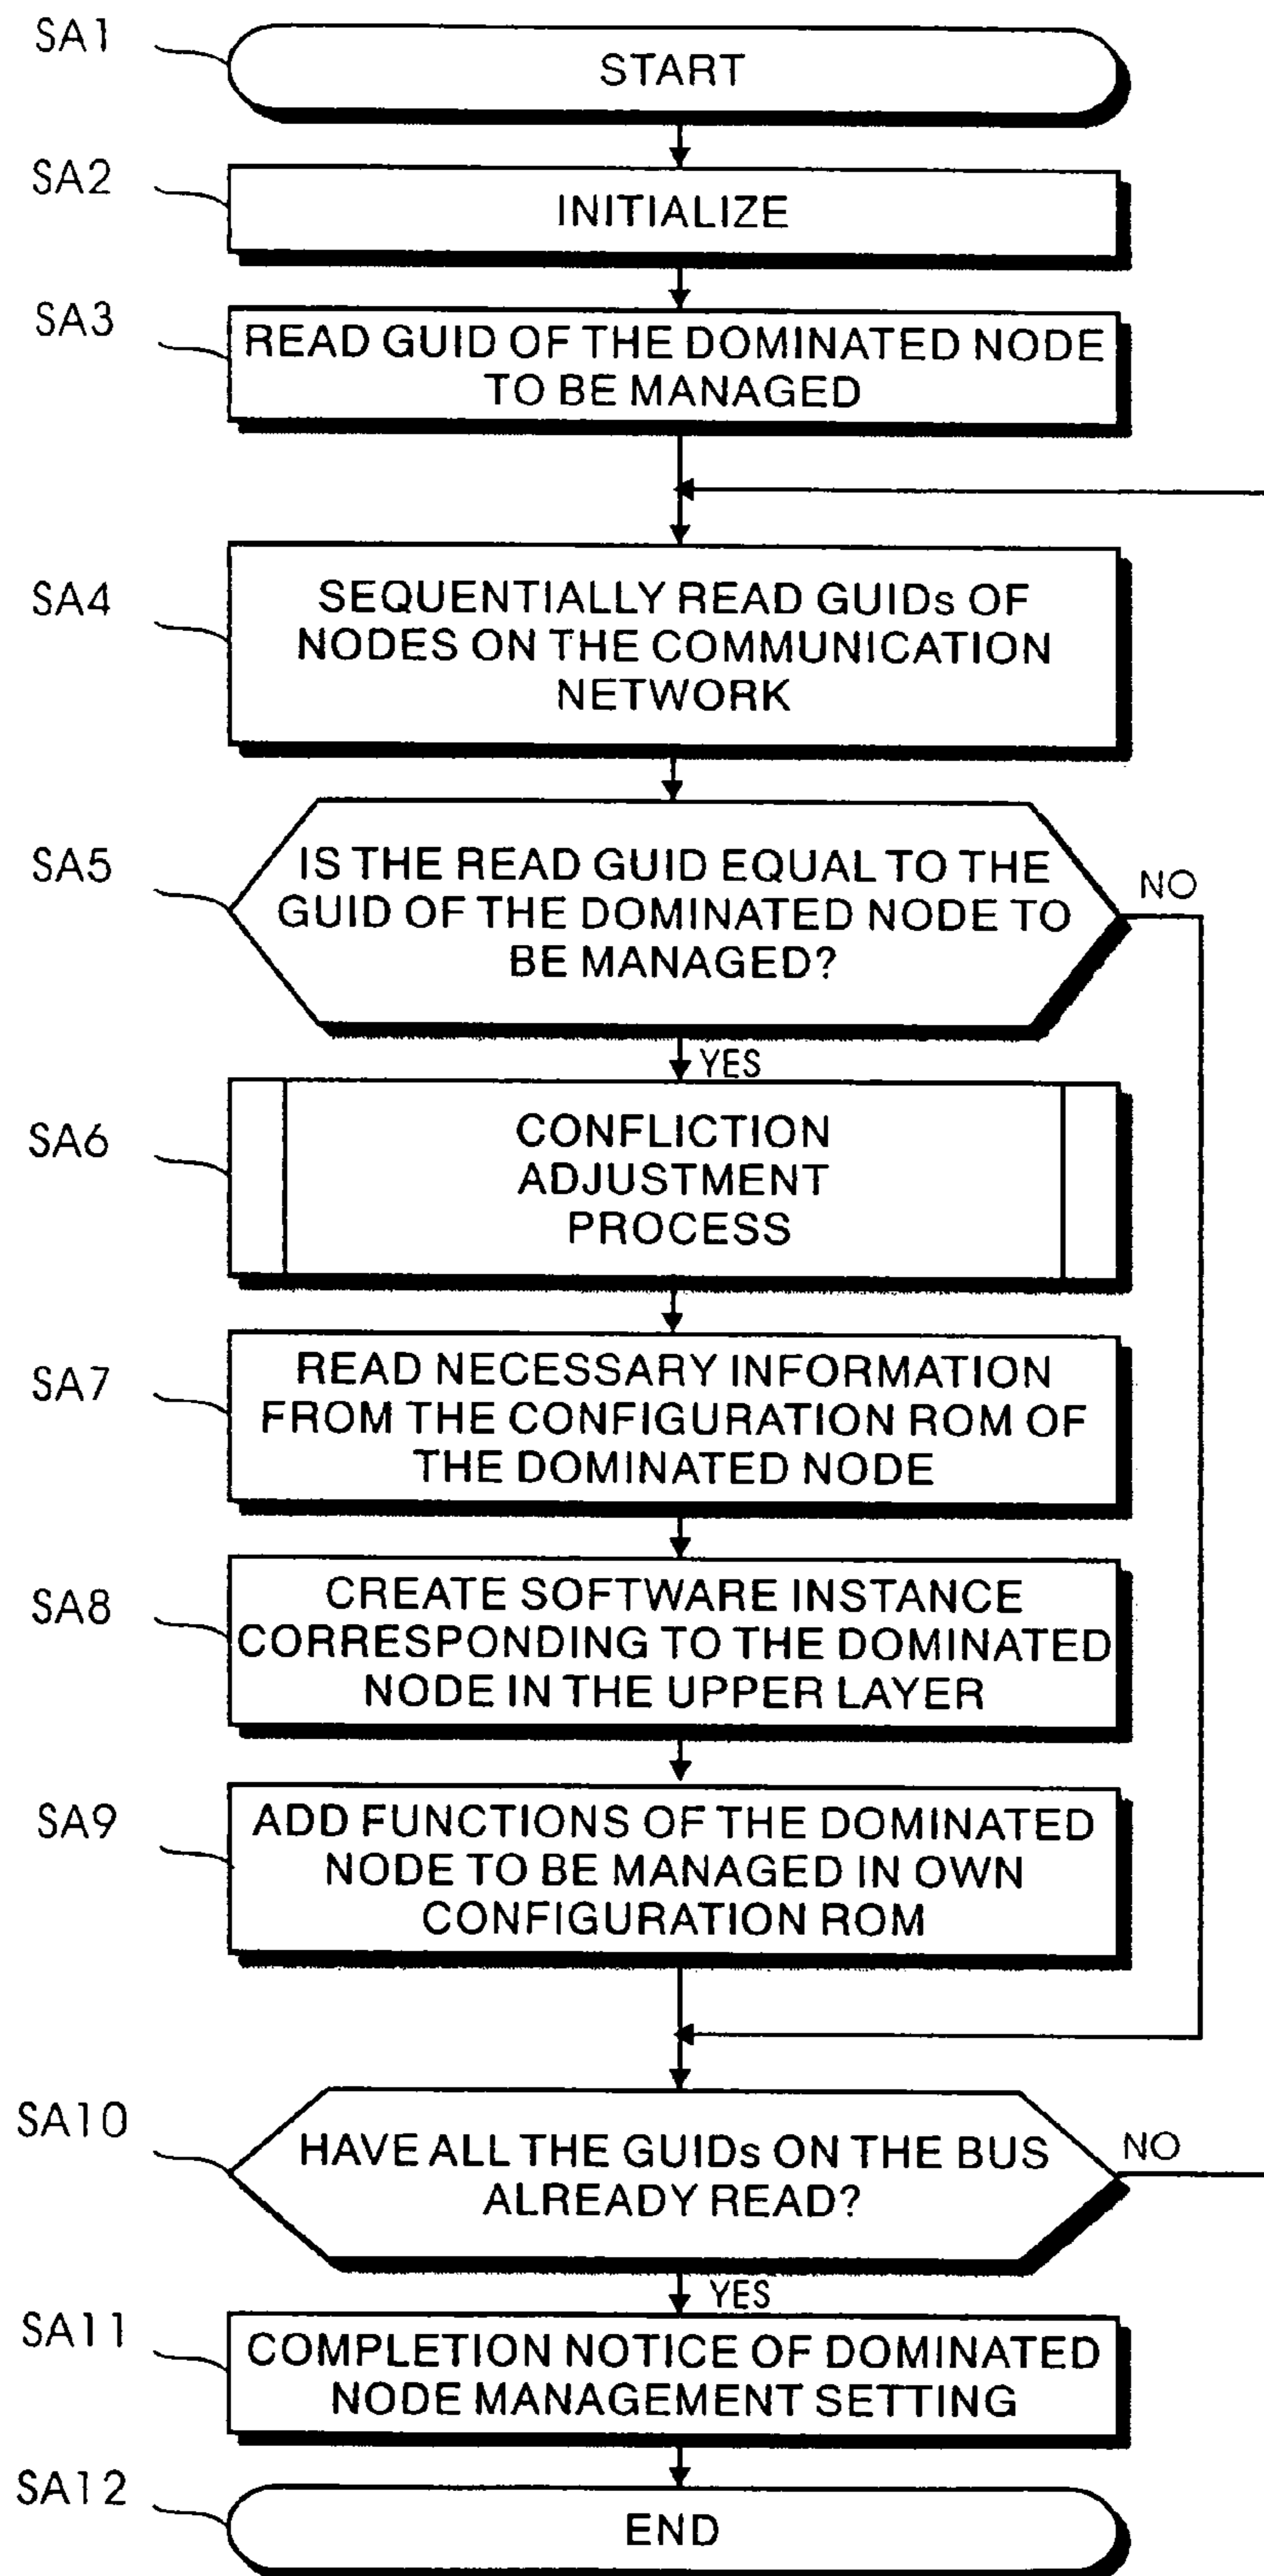 SA1
START
SA2
INITIALIZE
SA3
READ GUID OF THE DOMINATED NODE
TO BE MANAGED
SA4
SEQUENTIALLY READ GUIDs OF
NODES ON THE COMMUNICATION
NETWORK
SA5
IS THE READ GUID EQUAL TO THE
GUID OF THE DOMINATED NODE TO
BE MANAGED?
NO
YES
SA6
CONFLICTION
ADJUSTMENT
PROCESS
SA7
READ NECESSARY INFORMATION
FROM THE CONFIGURATION ROM OF
THE DOMINATED NODE
SA8
CREATE SOFTWARE INSTANCE
CORRESPONDING TO THE DOMINATED
NODE IN THE UPPER LAYER
SA9
ADD FUNCTIONS OF THE DOMINATED
NODE TO BE MANAGED IN OWN
CONFIGURATION ROM
SA10
HAVE ALL THE GUIDs ON THE BUS
ALREADY READ?
NO
YES
SA11
COMPLETION NOTICE OF DOMINATED
NODE MANAGEMENT SETTING
SA12
END